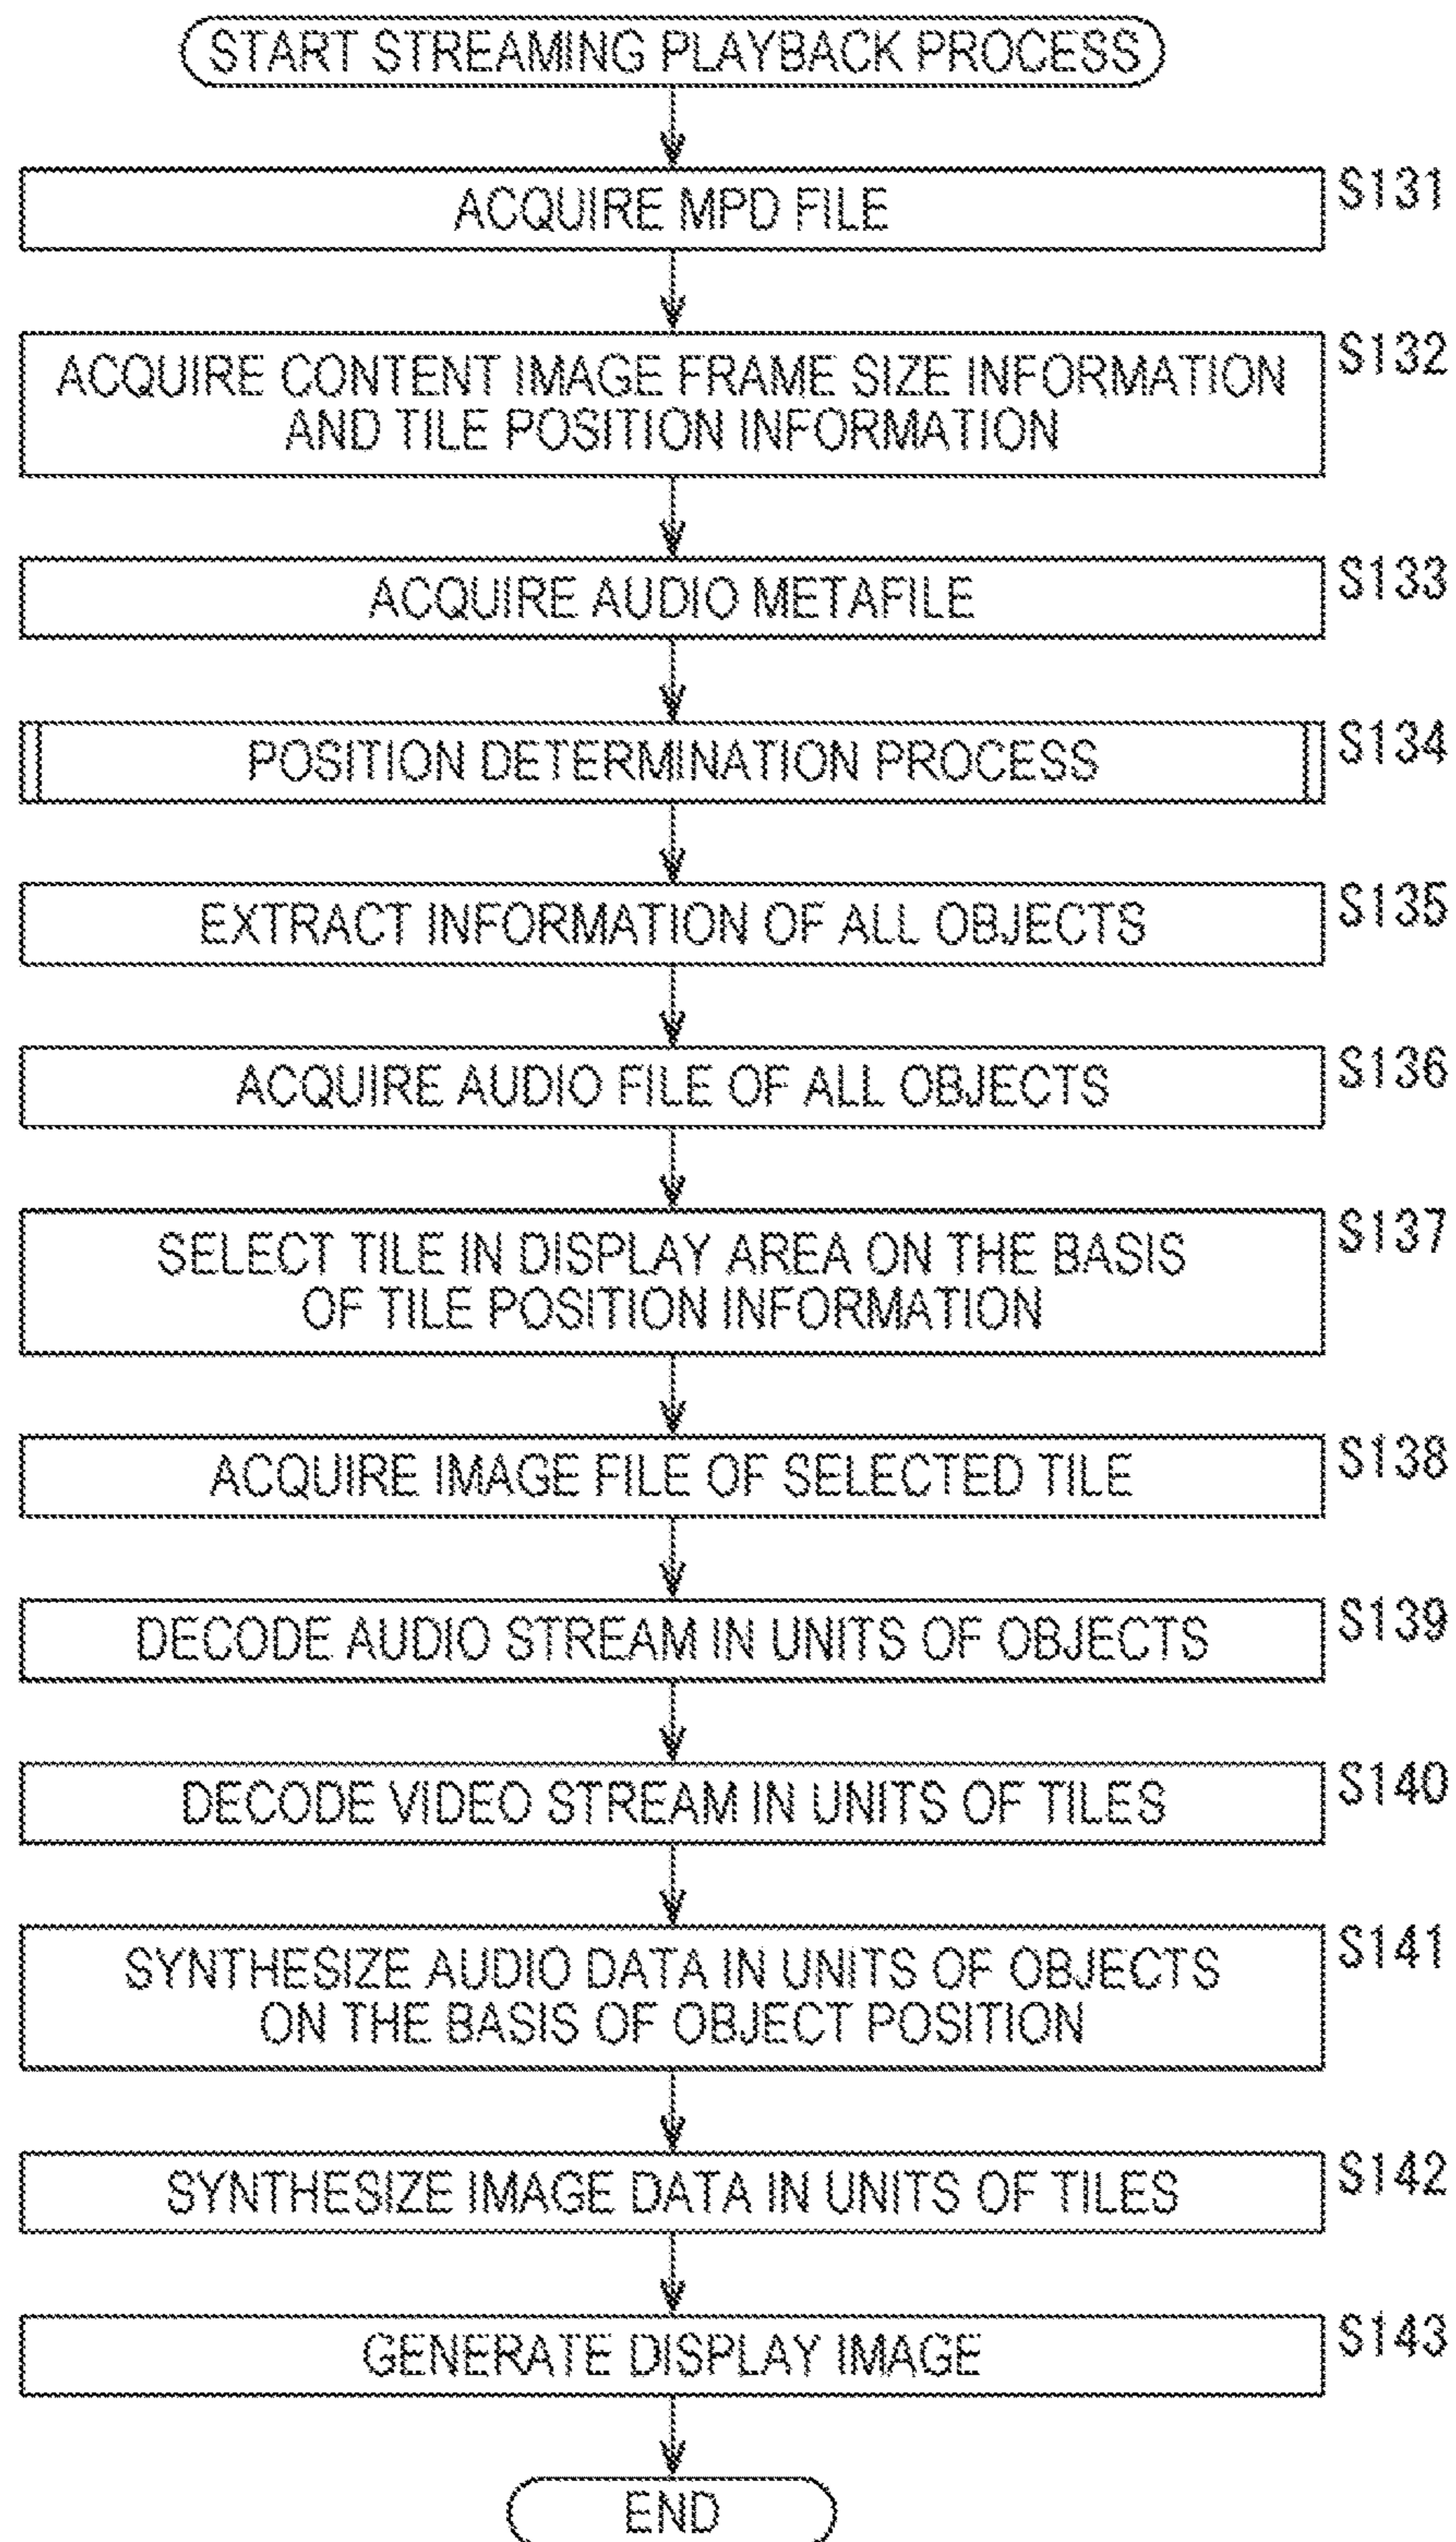 START STREAMING PLAYBACK PROCESS
ACQUIRE MPD FILE
S131
ACQUIRE CONTENT IMAGE FRAME SIZE INFORMATION
AND TILE POSITION INFORMATION
S132
ACQUIRE AUDIO METAFILE
S133
POSITION DETERMINATION PROCESS
S134
EXTRACT INFORMATION OF ALL OBJECTS
S135
ACQUIRE AUDIO FILE OF ALL OBJECTS
S136
SELECT TILE IN DISPLAY AREA ON THE BASIS
OF TILE POSITION INFORMATION
S137
ACQUIRE IMAGE FILE OF SELECTED TILE
S138
DECODE AUDIO STREAM IN UNITS OF OBJECTS
S139
DECODE VIDEO STREAM IN UNITS OF TILES
S140
SYNTHESIZE AUDIO DATA IN UNITS OF OBJECTS
ON THE BASIS OF OBJECT POSITION
S141
SYNTHESIZE IMAGE DATA IN UNITS OF TILES
S142
GENERATE DISPLAY IMAGE
S143
END